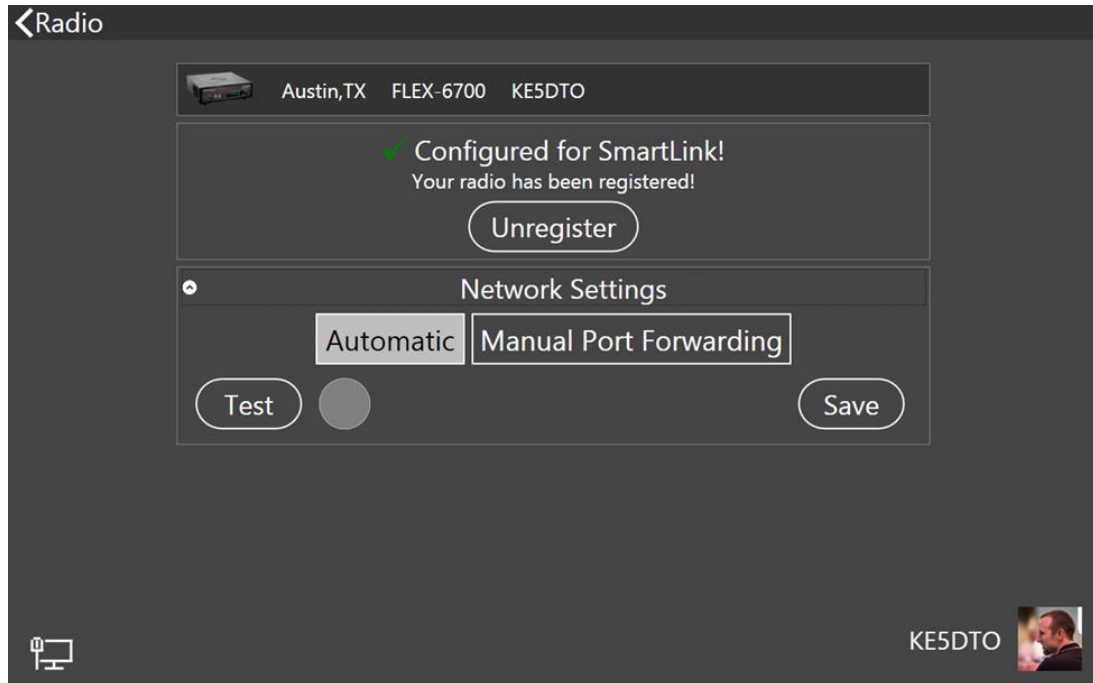 Radio
Austin,TX FLEX-6700 KE5DTO
Configured for SmartLink!
Your radio has been registered!
Unregister
Network Settings
Automatic Manual Port Forwarding
Test Save
KE5DTO